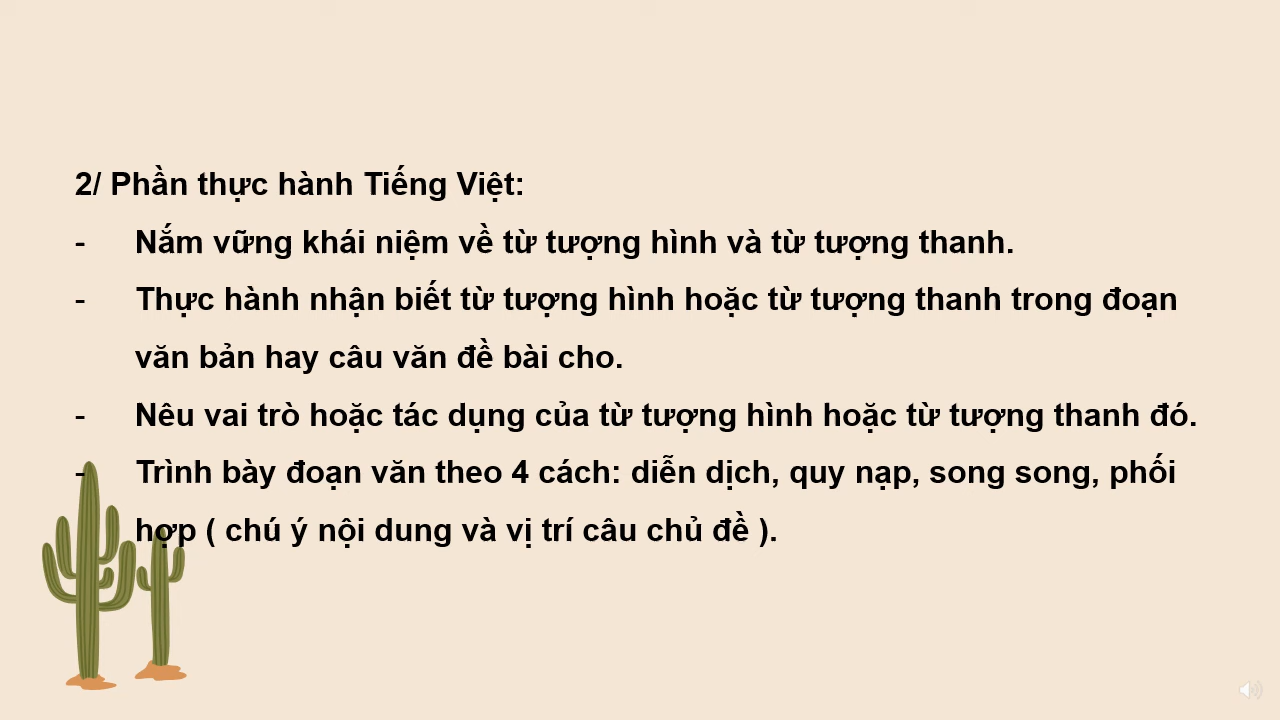 2/ Phần thực hành Tiếng Việt:
- Nắm vững khái niệm về từ tượng hình và từ tượng thanh.
- Thực hành nhận biết từ tượng hình hoặc từ tượng thanh trong đoạn
văn bản hay câu văn đề bài cho.
- Nêu vai trò hoặc tác dụng của từ tượng hình hoặc từ tượng thanh đó.
- Trình bày đoạn văn theo 4 cách: diễn dịch, quy nạp, song song, phối
hợp ( chú ý nội dung và vị trí câu chủ đề ).